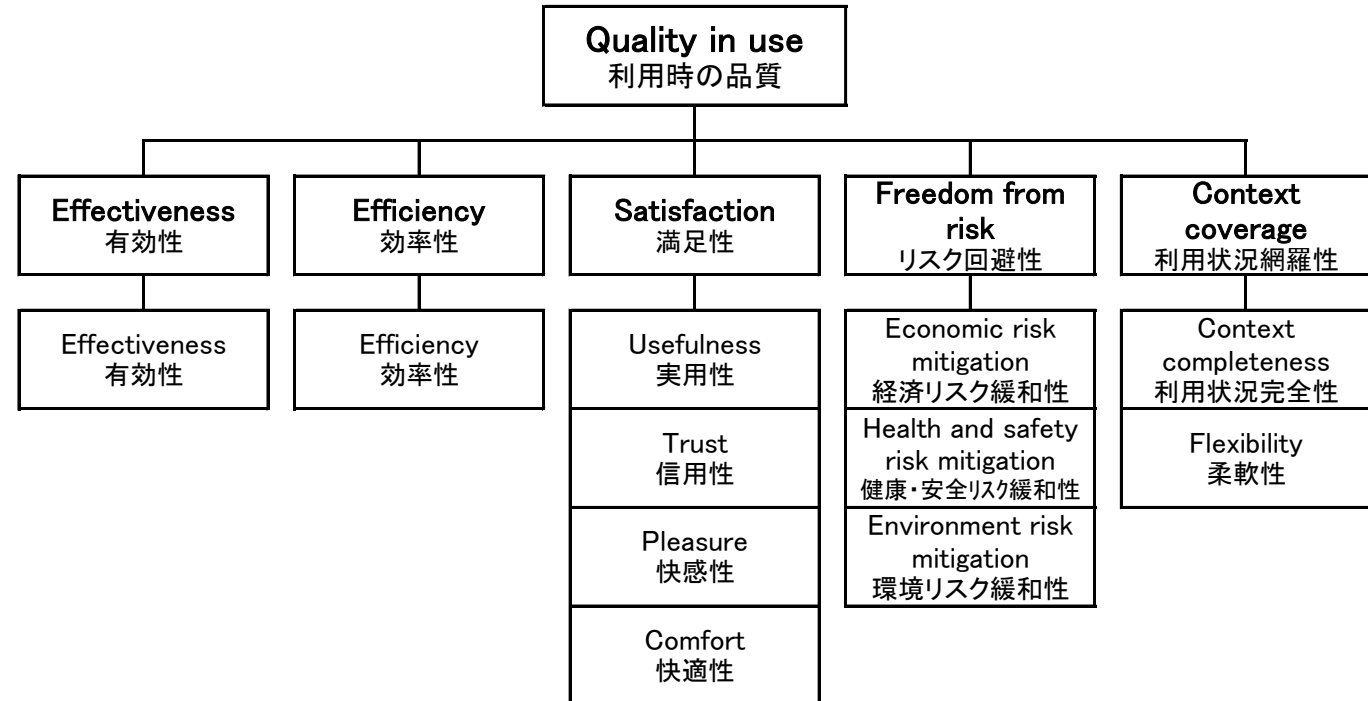 Quality in use
利用時の品質
Effectiveness
有効性
Efficiency
効率性
Satisfaction
満足性
Freedom from
risk
リスク回避性
Context
coverage
利用状況網羅性
Effectiveness
有効性
Efficiency
効率性
Usefulness
実用性
Trust
信用性
Pleasure
快感性
Comfort
快適性
Economic risk
mitigation
経済リスク緩和性
Health and safety
risk mitigation
健康・安全リスク緩和性
Environment risk
mitigation
環境リスク緩和性
Context
completeness
利用状況完全性
Flexibility
柔軟性